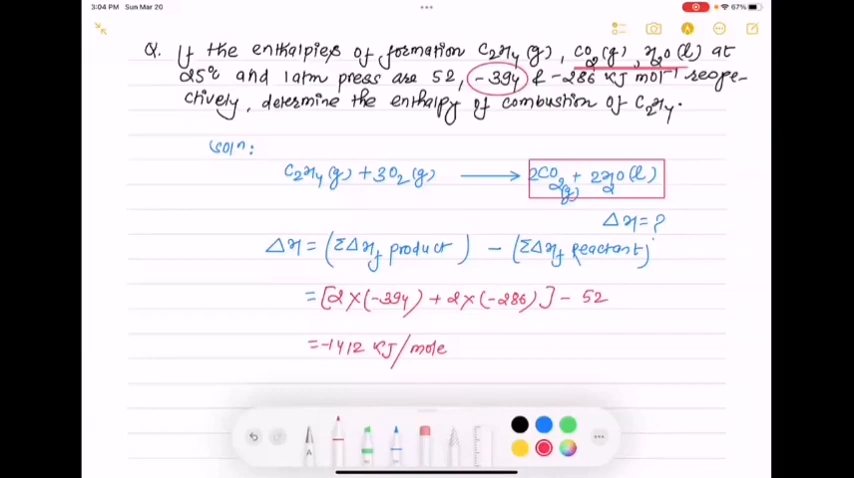 3:04 PM Sun Mar 20
67%
Q. If the enthalpies of formation C₂H₄(g), CO₂(g), H₂O(l) at
25°C and 1atm press are 52, -394 & -286 KJ mol⁻¹ respe-
ctively, determine the enthalpy of combustion of C₂H₄.
Soln:
C₂H₄(g) + 3O₂(g) ⟶ 2CO₂(g) + 2H₂O(l)
ΔH = ?
ΔH = (ΣΔHf product) - (ΣΔHf Reactant)
= [2×(-394) + 2×(-286)] - 52
= -1412 KJ/mole
A